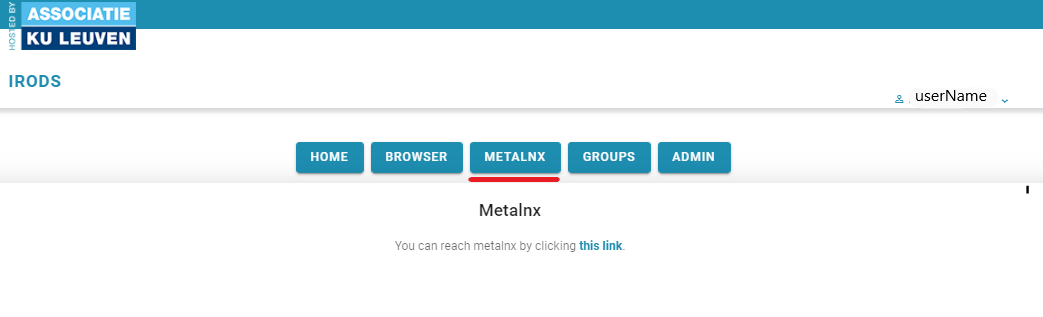 HOSTED BY
ASSOCIATIE
KU LEUVEN
IRODS
userName
HOME BROWSER METALNX GROUPS ADMIN
Metalnx
You can reach metalnx by clicking this link.